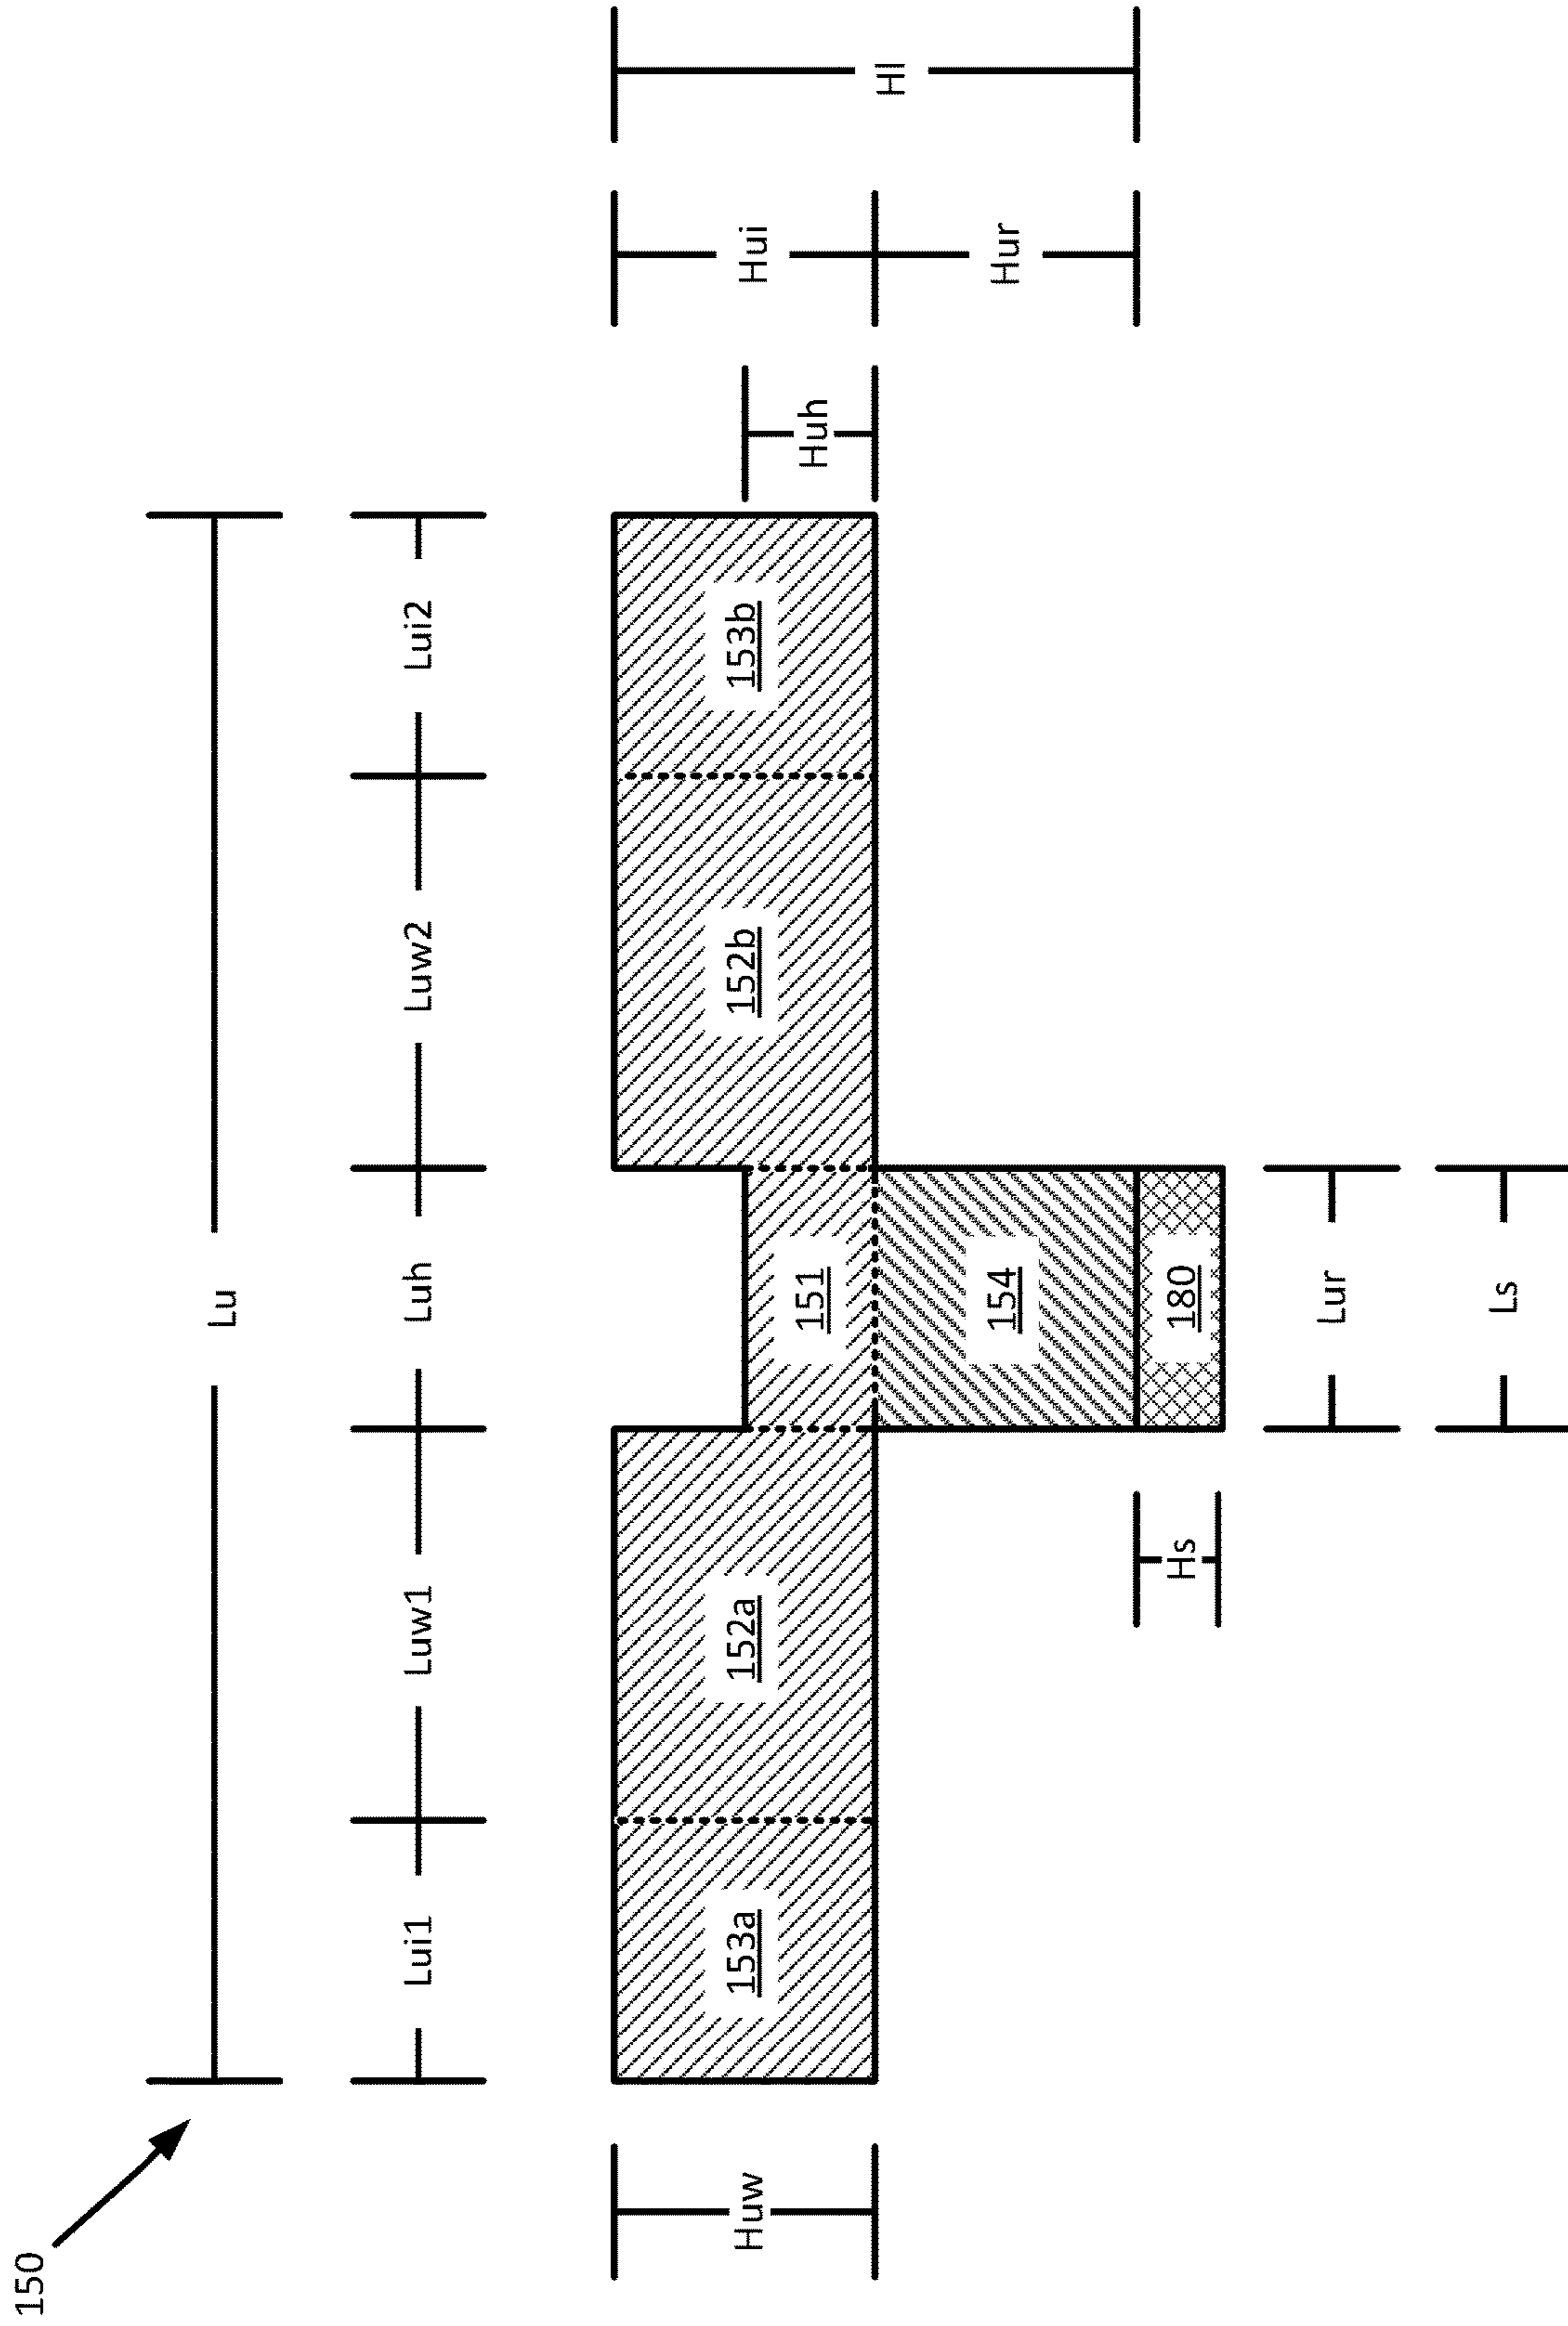 150
Lu
Lui1 Luw1 Luh Luw2 Lui2
Huw 153a 152a 152b 153b Hui
151 Huh
Hl
154 Hur
Hs 180
Lur
Ls